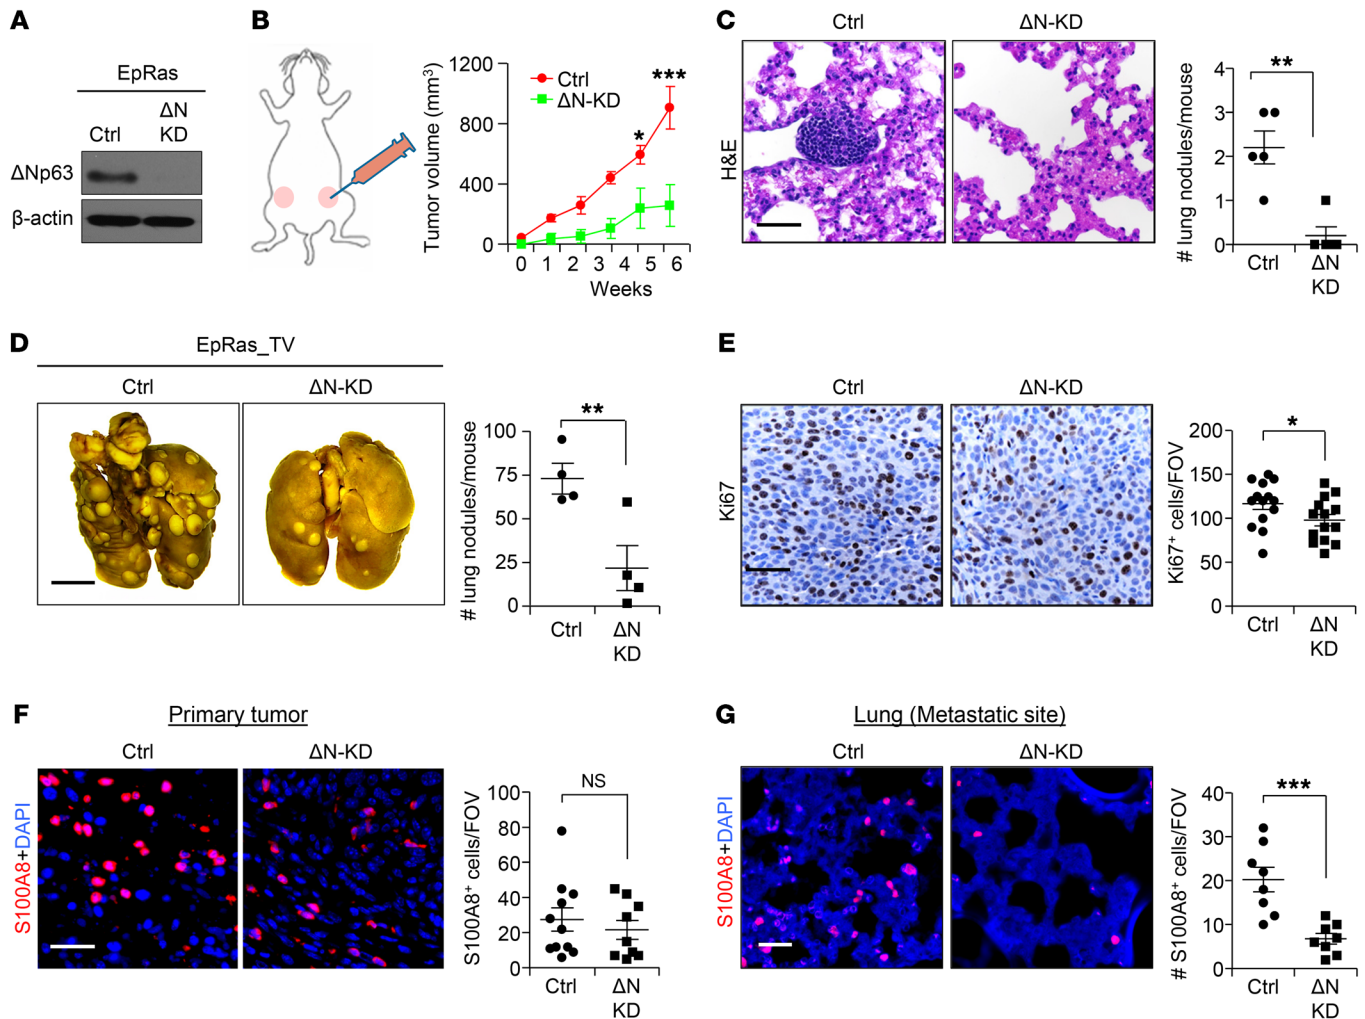 A
EpRas
Ctrl
ΔN
KD
ΔNp63
β-actin
B
Tumor volume (mm³)
1200
800
400
0
Ctrl
ΔN-KD
*
***
0 1 2 3 4 5 6
Weeks
C
Ctrl
ΔN-KD
H&E
# lung nodules/mouse
4
3
2
1
0
**
Ctrl
ΔN
KD
D
EpRas_TV
Ctrl
ΔN-KD
# lung nodules/mouse
100
75
50
25
0
**
Ctrl
ΔN
KD
E
Ctrl
ΔN-KD
Ki67
Ki67⁺ cells/FOV
200
150
100
50
0
*
Ctrl
ΔN
KD
F
Primary tumor
Ctrl
ΔN-KD
S100A8+DAPI
S100A8⁺ cells/FOV
100
80
60
40
20
0
NS
Ctrl
ΔN
KD
G
Lung (Metastatic site)
Ctrl
ΔN-KD
S100A8+DAPI
# S100A8⁺ cells/FOV
40
30
20
10
0
***
Ctrl
ΔN
KD